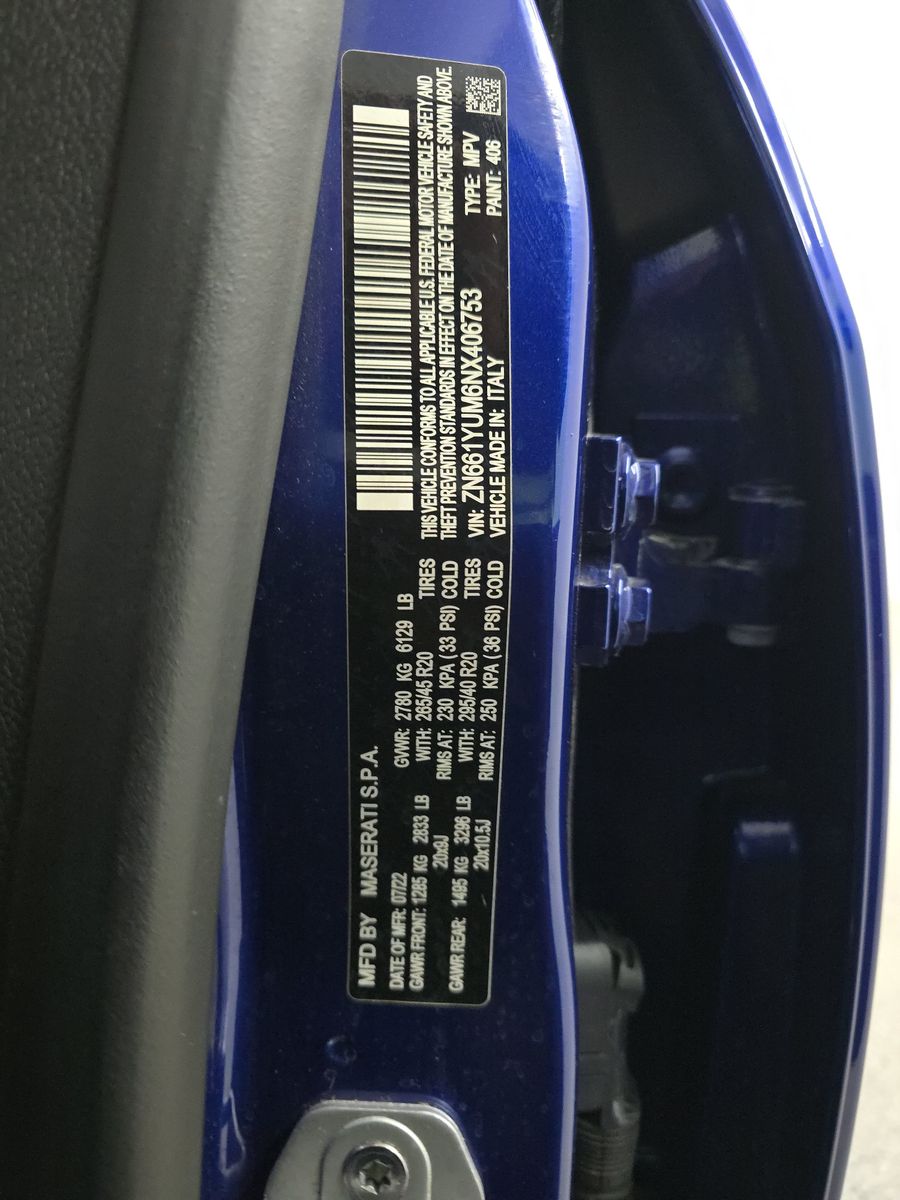 MFD BY MASERATI S.P.A.
DATE OF MFR: 07/22 GVWR: 2780 KG 6129 LB
GAWR FRONT: 1285 KG 2833 LB WITH: 265/45 R20 TIRES
20x9J RIMS AT: 230 KPA ( 33 PSI) COLD
GAWR REAR: 1495 KG 3296 LB WITH: 295/40 R20 TIRES
20x10.5J RIMS AT: 250 KPA ( 36 PSI) COLD
THIS VEHICLE CONFORMS TO ALL APPLICABLE U.S. FEDERAL MOTOR VEHICLE SAFETY AND
THEFT PREVENTION STANDARDS IN EFFECT ON THE DATE OF MANUFACTURE SHOWN ABOVE.
VIN: ZN661YUM6NX406753 TYPE: MPV
VEHICLE MADE IN: ITALY PAINT: 406